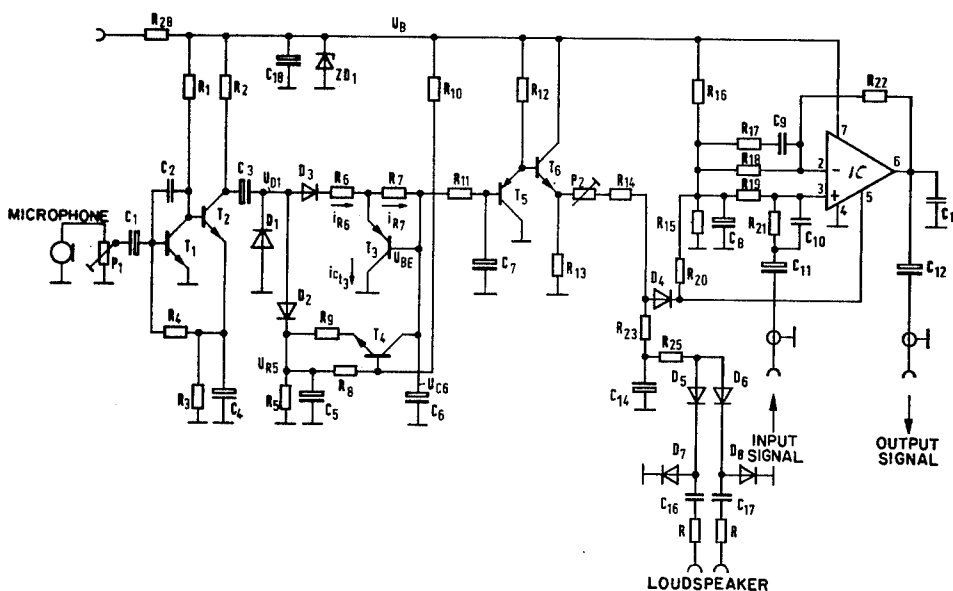 R28
UB
C18
ZD1
R1
R2
R10
R12
R16
R22
C2
C3
UD1
D3
R6
R7
R11
T5
T6
P2
R14
R17
C9
R18
R19
7
2
-
IC
6
3
+
4
5
MICROPHONE
C1
P1
T1
T2
D1
iR6
iR7
T3
UBE
ict3
C7
R13
R15
C8
R21
C10
C11
C12
C1
R4
D2
R9
T4
UR5
R8
R5
C5
UC6
C6
R3
C4
D4
R20
R23
R25
C14
D5
D6
D7
D8
INPUT
SIGNAL
OUTPUT
SIGNAL
C16
C17
R
R
LOUDSPEAKER